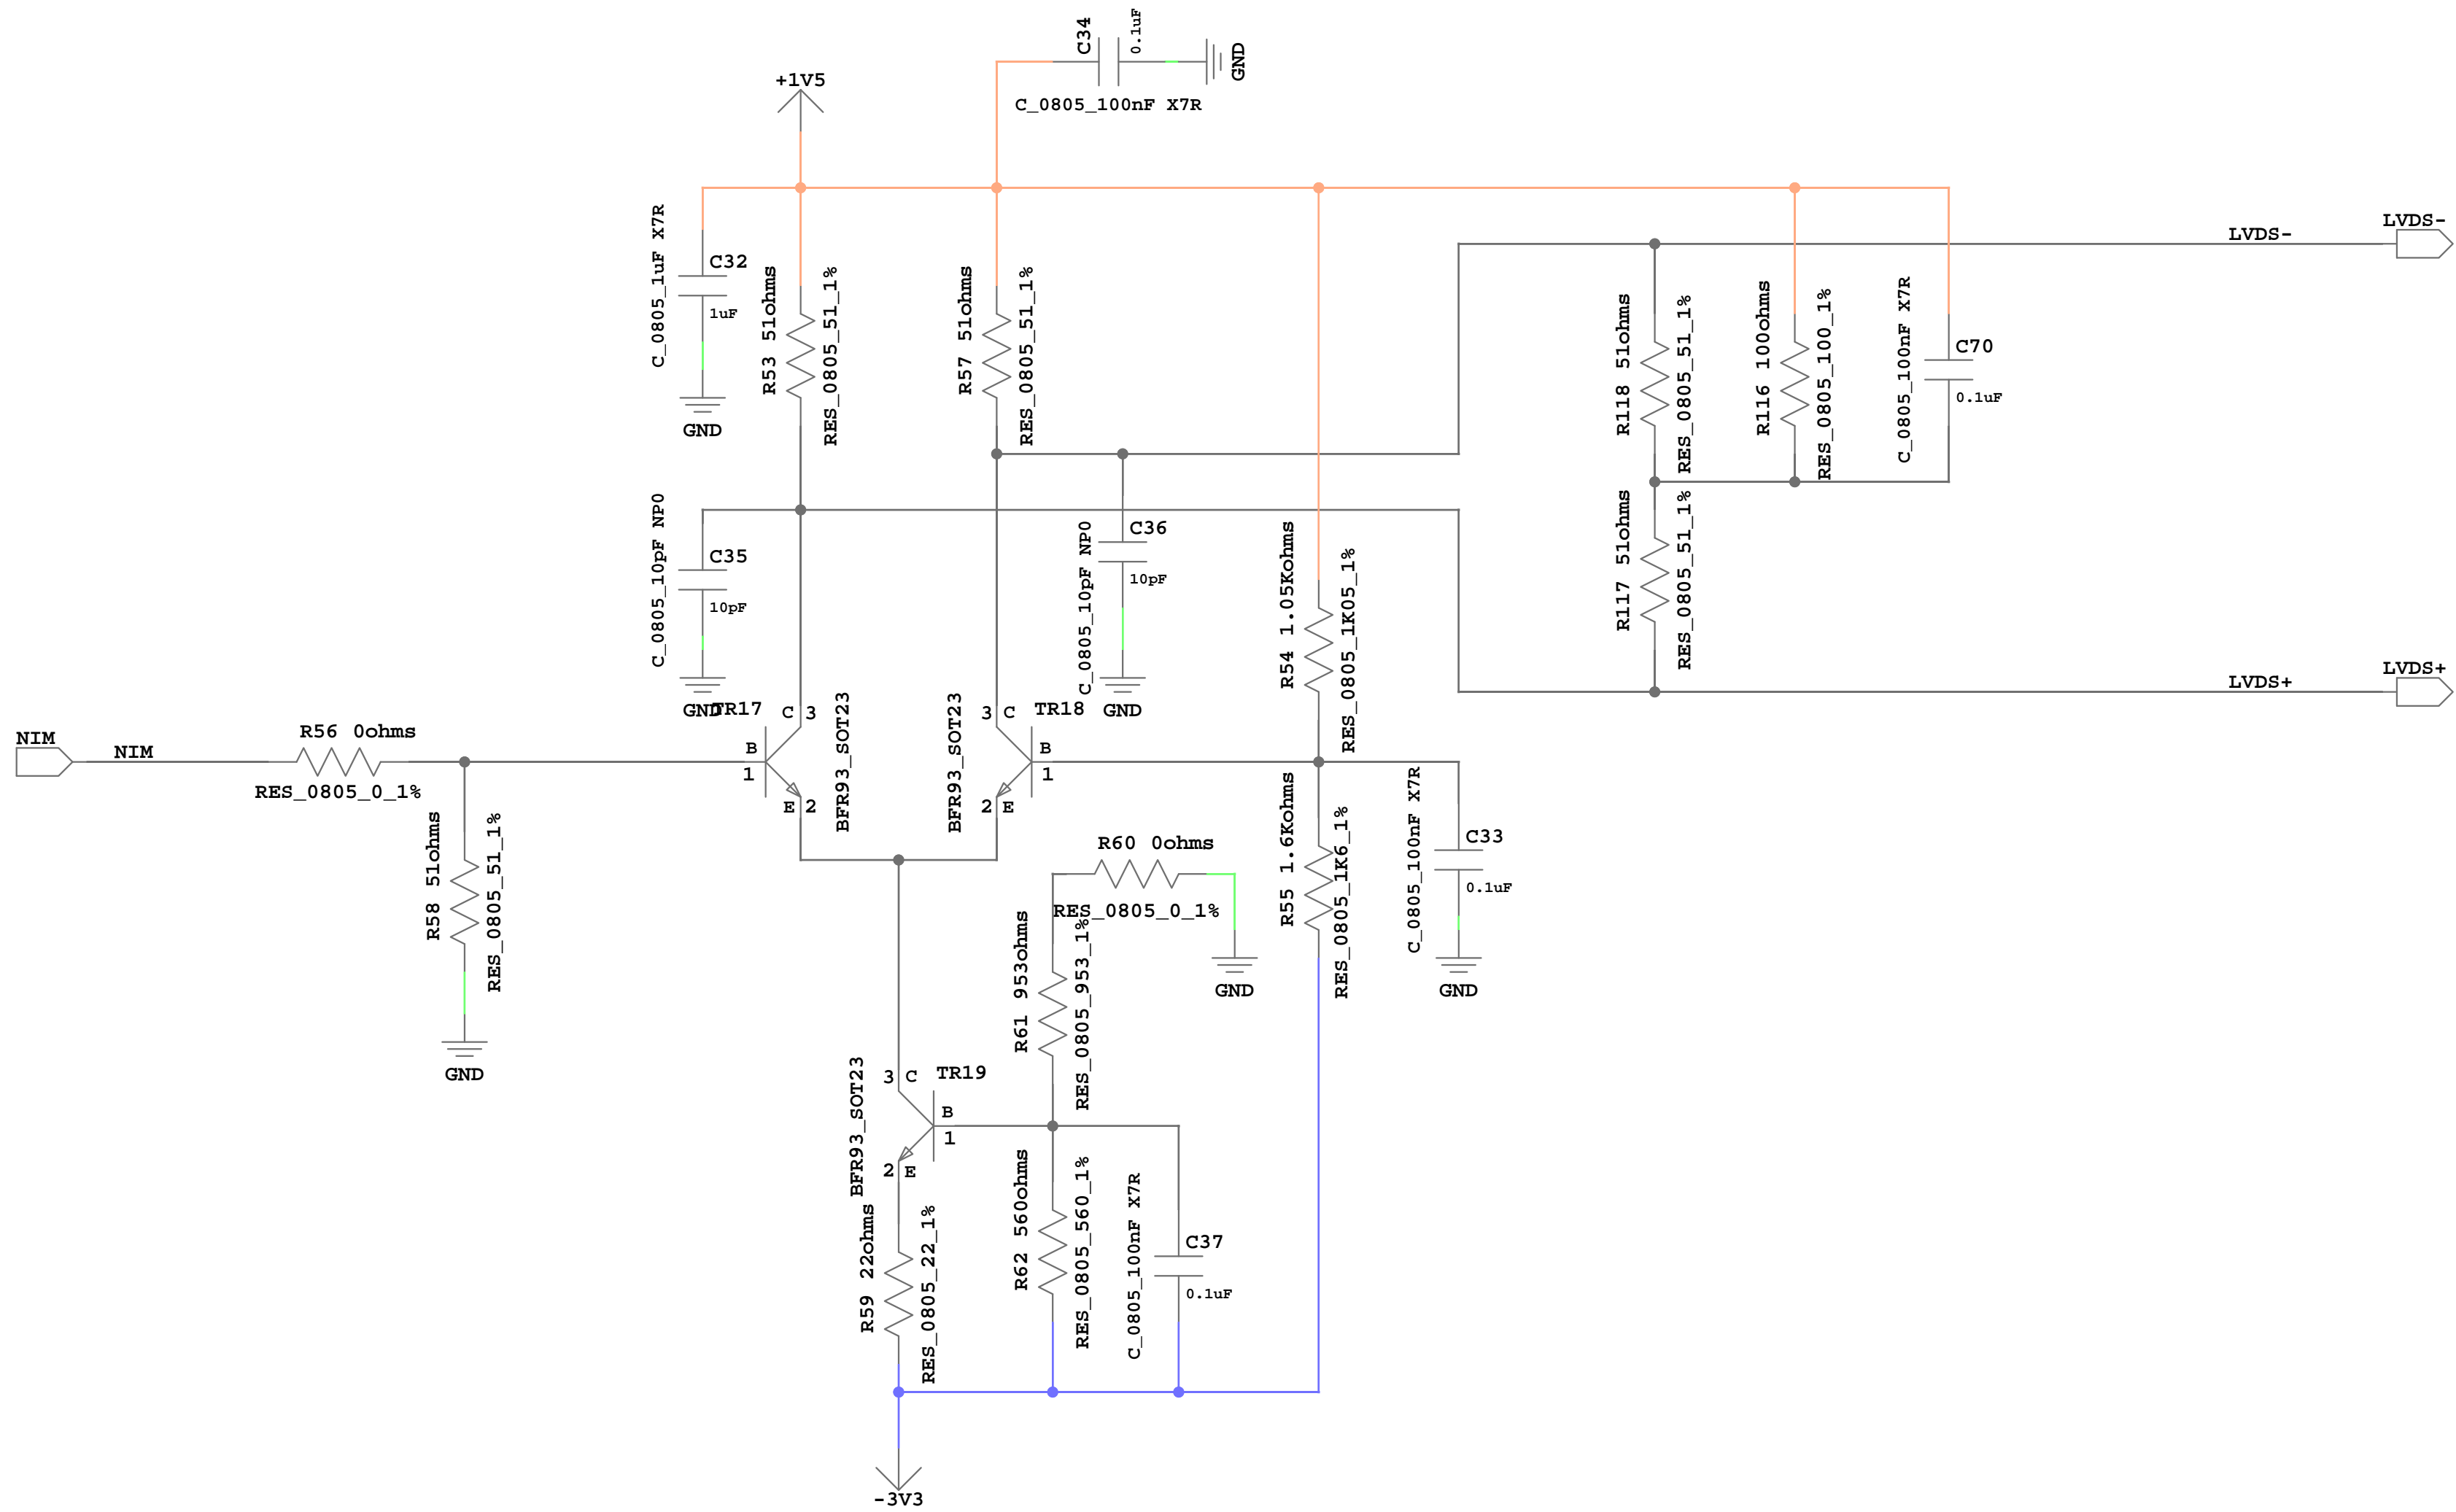 C34
0.1uF
GND
C_0805_100nF X7R
+1V5
LVDS-
LVDS-
C_0805_1uF X7R
C32
1uF
GND
R53 51ohms
RES_0805_51_1%
R57 51ohms
RES_0805_51_1%
R118 51ohms
RES_0805_51_1%
R116 100ohms
RES_0805_100_1%
C_0805_100nF X7R
C70
0.1uF
C_0805_10pF NP0
C35
10pF
GND
C_0805_10pF NP0
C36
10pF
GND
R54 1.05Kohms
RES_0805_1K05_1%
R117 51ohms
RES_0805_51_1%
LVDS+
LVDS+
NIM
NIM
R56 0ohms
RES_0805_0_1%
R58 51ohms
RES_0805_51_1%
GND
TR17
C 3
B
1
E 2
BFR93_SOT23
BFR93_SOT23
TR18
3 C
B
1
2 E
R60 0ohms
RES_0805_0_1%
GND
R55 1.6Kohms
RES_0805_1K6_1%
C_0805_100nF X7R
C33
0.1uF
GND
R61 953ohms
RES_0805_953_1%
BFR93_SOT23
TR19
3 C
B
1
2 E
R59 22ohms
RES_0805_22_1%
R62 560ohms
RES_0805_560_1%
C_0805_100nF X7R
C37
0.1uF
-3V3